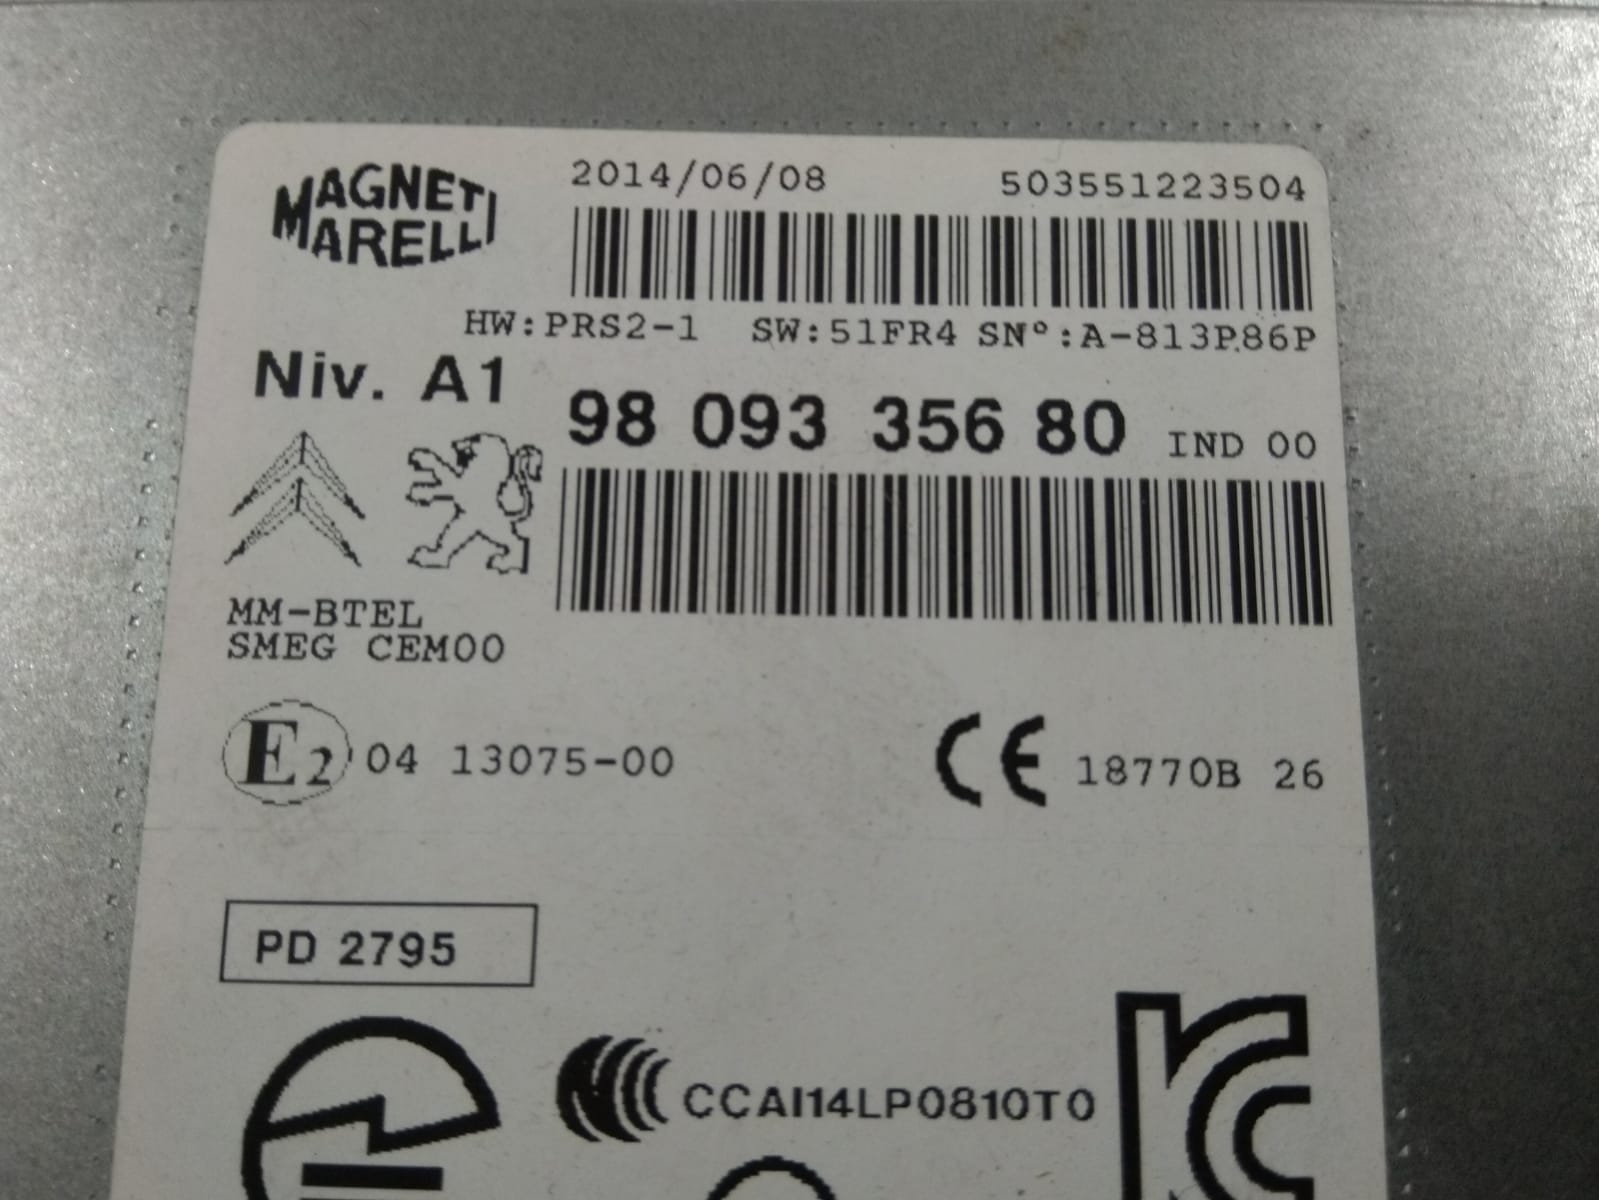 MAGNETI
MARELLI
2014/06/08 503551223504
HW:PRS2-1 SW:51FR4 SN°:A-813P86P
Niv. A1
98 093 356 80 IND 00
MM-BTEL
SMEG CEM00
E2 04 13075-00
CE 18770B 26
PD 2795
CCAI14LP0810T0